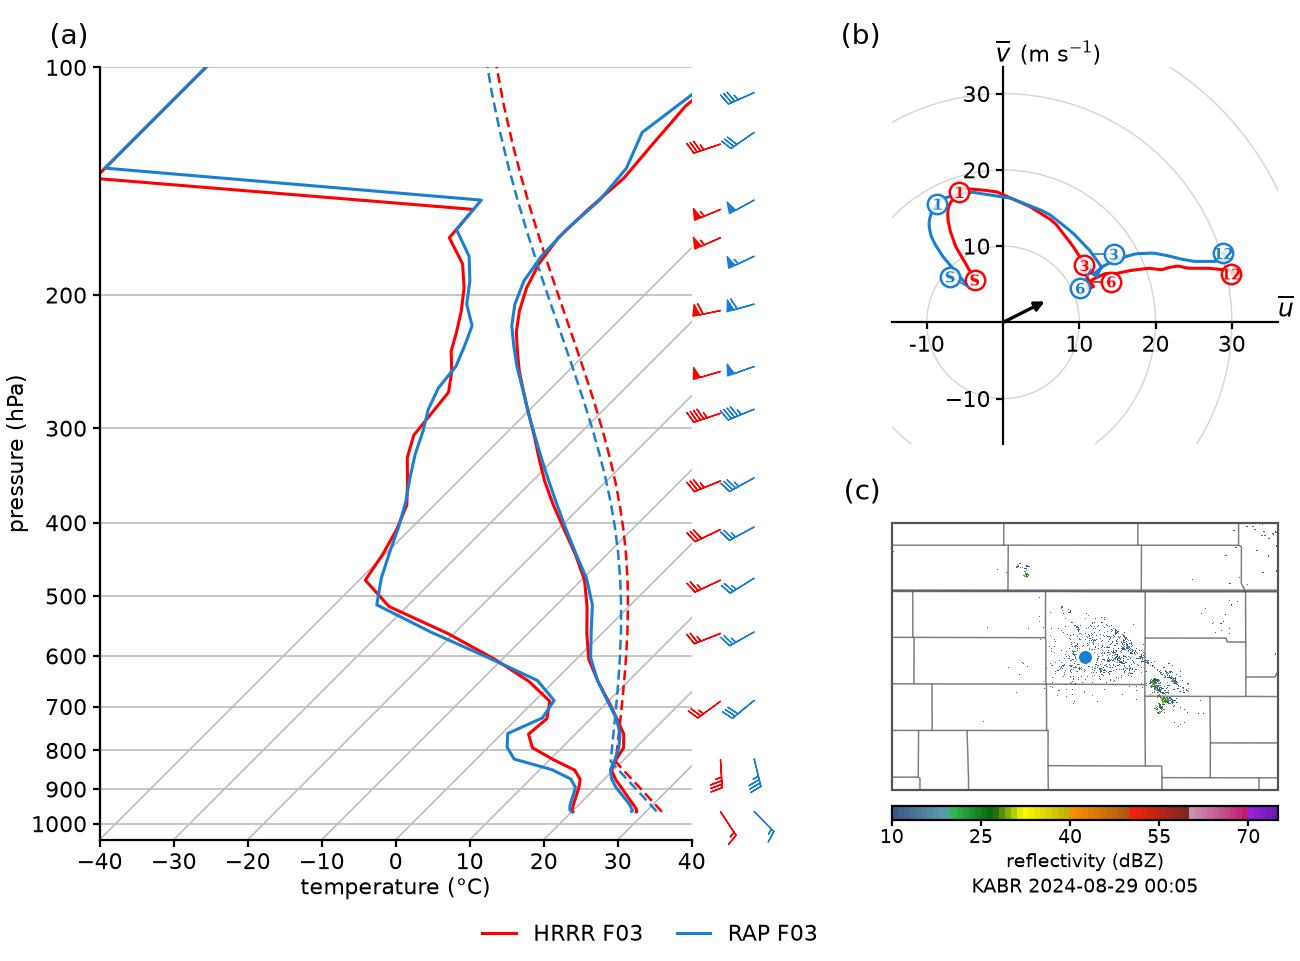 (a)
100
200
300
400
500
600
700
800
900
1000
pressure (hPa)
−40 −30 −20 −10 0 10 20 30 40
temperature (°C)
HRRR F03 RAP F03
(b)
v (m s−1)
30
20
10
−10
-10 10 20 30
u
1 1 S S 3 3 6 6 12 12
(c)
10 25 40 55 70
reflectivity (dBZ)
KABR 2024-08-29 00:05